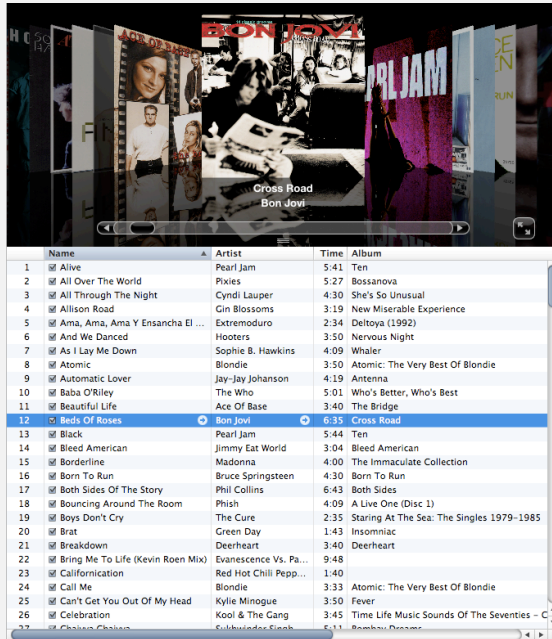 ACE OF BASE
BON JOVI
ARL JAM
RUN
Cross Road
Bon Jovi
Name Artist Time Album
1 Alive Pearl Jam 5:41 Ten
2 All Over The World Pixies 5:27 Bossanova
3 All Through The Night Cyndi Lauper 4:30 She's So Unusual
4 Allison Road Gin Blossoms 3:19 New Miserable Experience
5 Ama, Ama, Ama Y Ensancha El ... Extremoduro 2:34 Deltoya (1992)
6 And We Danced Hooters 3:50 Nervous Night
7 As I Lay Me Down Sophie B. Hawkins 4:09 Whaler
8 Atomic Blondie 3:50 Atomic: The Very Best Of Blondie
9 Automatic Lover Jay-Jay Johanson 4:19 Antenna
10 Baba O'Riley The Who 5:01 Who's Better, Who's Best
11 Beautiful Life Ace Of Base 3:40 The Bridge
12 Beds Of Roses Bon Jovi 6:35 Cross Road
13 Black Pearl Jam 5:44 Ten
14 Bleed American Jimmy Eat World 3:04 Bleed American
15 Borderline Madonna 4:00 The Immaculate Collection
16 Born To Run Bruce Springsteen 4:30 Born To Run
17 Both Sides Of The Story Phil Collins 6:43 Both Sides
18 Bouncing Around The Room Phish 4:09 A Live One (Disc 1)
19 Boys Don't Cry The Cure 2:35 Staring At The Sea: The Singles 1979-1985
20 Brat Green Day 1:43 Insomniac
21 Breakdown Deerheart 3:40 Deerheart
22 Bring Me To Life (Kevin Roen Mix) Evanescence Vs. Pa... 9:48
23 Californication Red Hot Chili Pepp... 1:40
24 Call Me Blondie 3:33 Atomic: The Very Best Of Blondie
25 Can't Get You Out Of My Head Kylie Minogue 3:50 Fever
26 Celebration Kool & The Gang 3:45 Time Life Music Sounds Of The Seventies - C
27 Chaiyya Chaiyya Sukhwinder Singh 5:11 Bombay Dreams